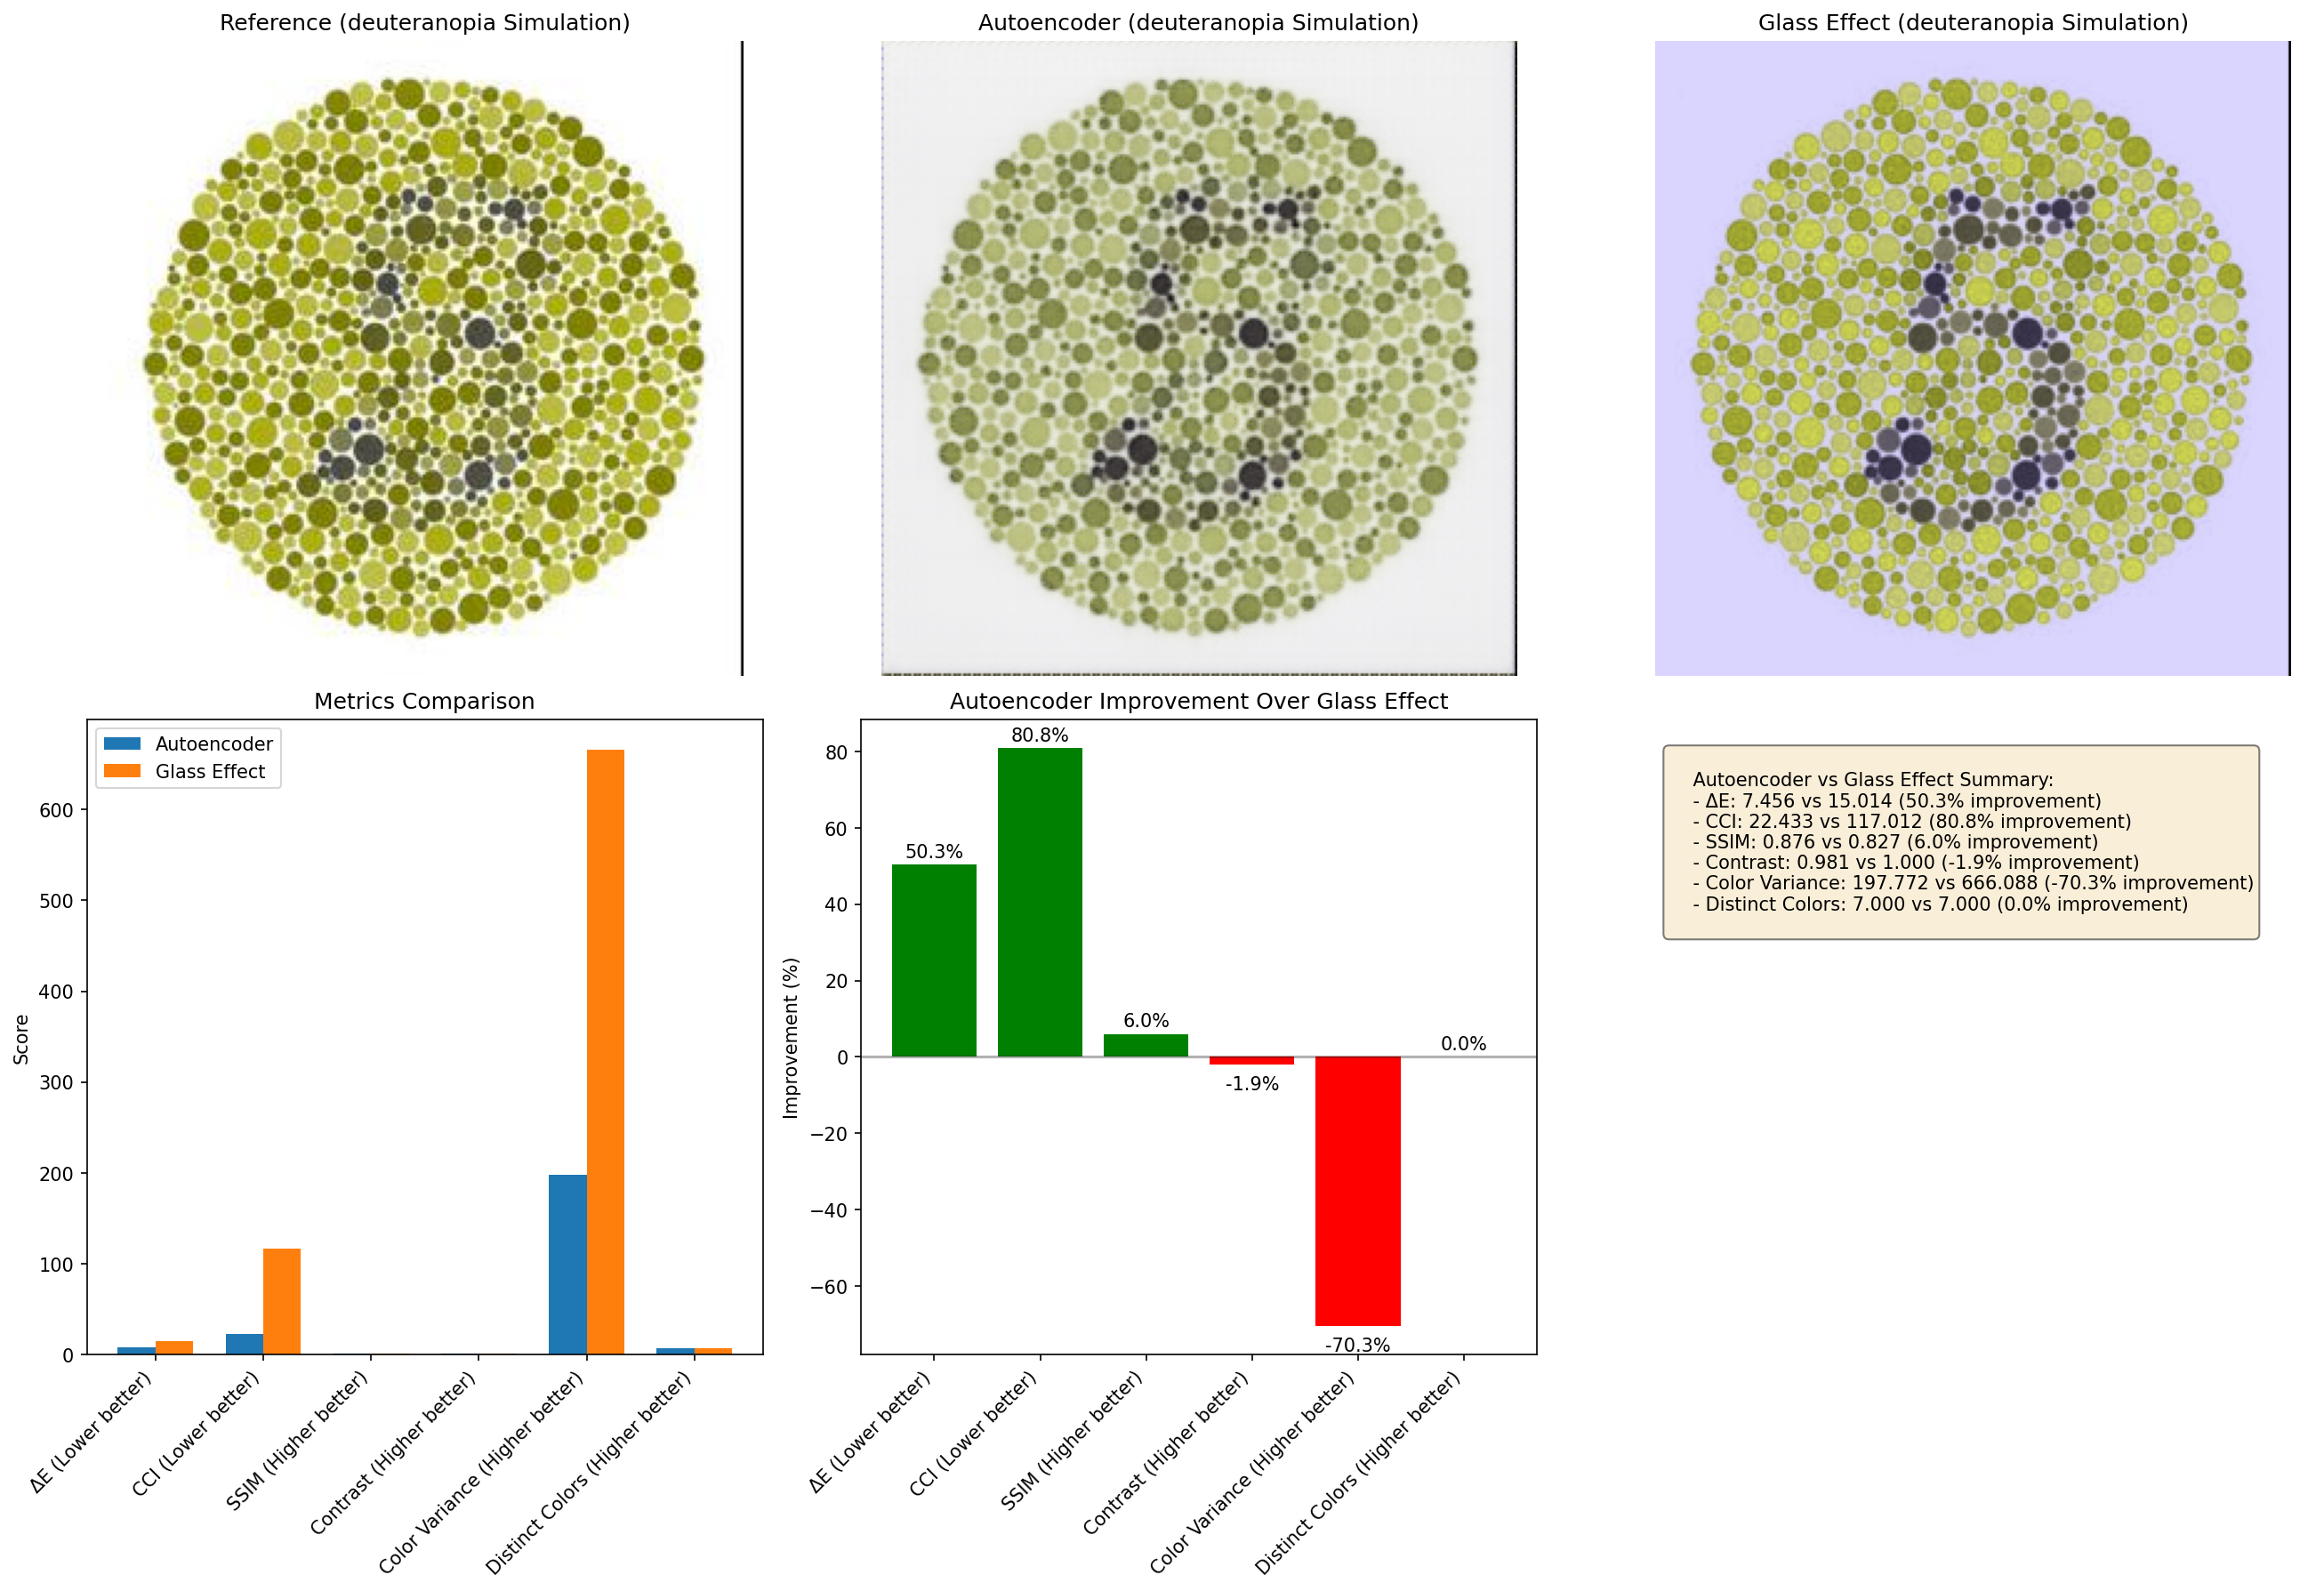 Reference (deuteranopia Simulation)
Autoencoder (deuteranopia Simulation)
Glass Effect (deuteranopia Simulation)
Metrics Comparison
Autoencoder
Glass Effect
Score
600
500
400
300
200
100
0
ΔE (Lower better)
CCI (Lower better)
SSIM (Higher better)
Contrast (Higher better)
Color Variance (Higher better)
Distinct Colors (Higher better)
Autoencoder Improvement Over Glass Effect
Improvement (%)
80
60
40
20
0
−20
−40
−60
50.3%
80.8%
6.0%
-1.9%
-70.3%
0.0%
ΔE (Lower better)
CCI (Lower better)
SSIM (Higher better)
Contrast (Higher better)
Color Variance (Higher better)
Distinct Colors (Higher better)
Autoencoder vs Glass Effect Summary:
- ΔE: 7.456 vs 15.014 (50.3% improvement)
- CCI: 22.433 vs 117.012 (80.8% improvement)
- SSIM: 0.876 vs 0.827 (6.0% improvement)
- Contrast: 0.981 vs 1.000 (-1.9% improvement)
- Color Variance: 197.772 vs 666.088 (-70.3% improvement)
- Distinct Colors: 7.000 vs 7.000 (0.0% improvement)